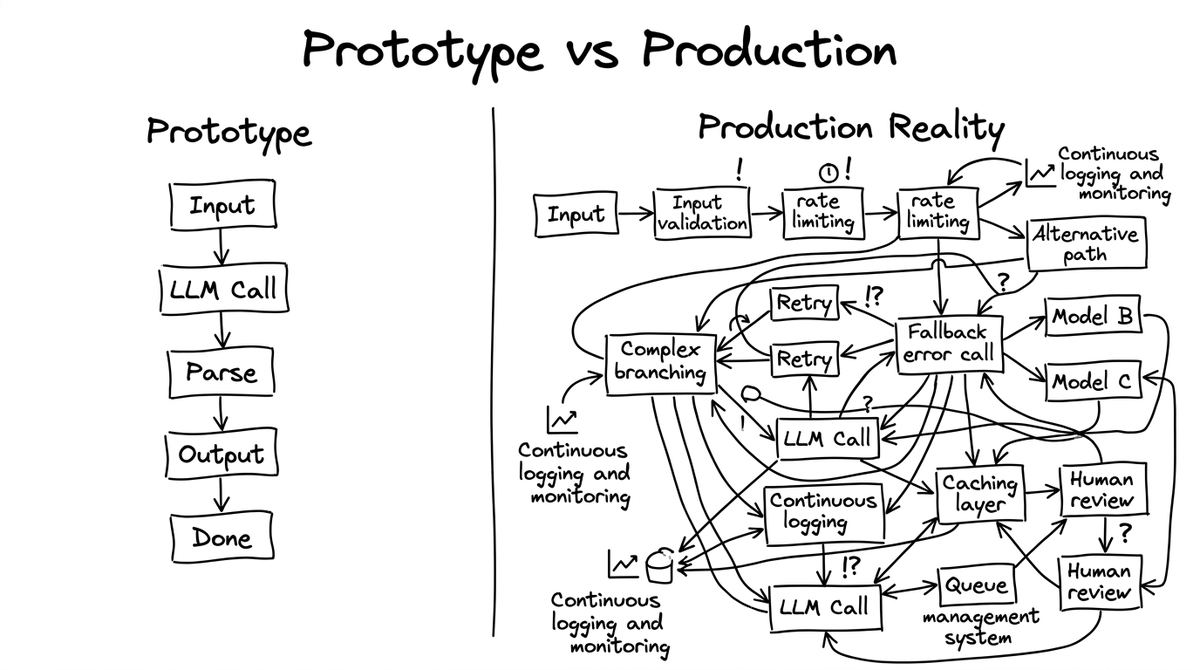 Prototype vs Production
Prototype
Input
LLM Call
Parse
Output
Done
Production Reality
!
!
Input
Input
validation
rate
limiting
rate
limiting
Continuous
logging and
monitoring
Alternative
path
?
Retry
!?
Retry
Fallback
error call
Model B
Model C
Complex
branching
Continuous
logging and
monitoring
!
?
LLM Call
Continuous
logging
Caching
layer
Human
review
?
Human
review
!?
LLM Call
Queue
management
system
Continuous
logging and
monitoring